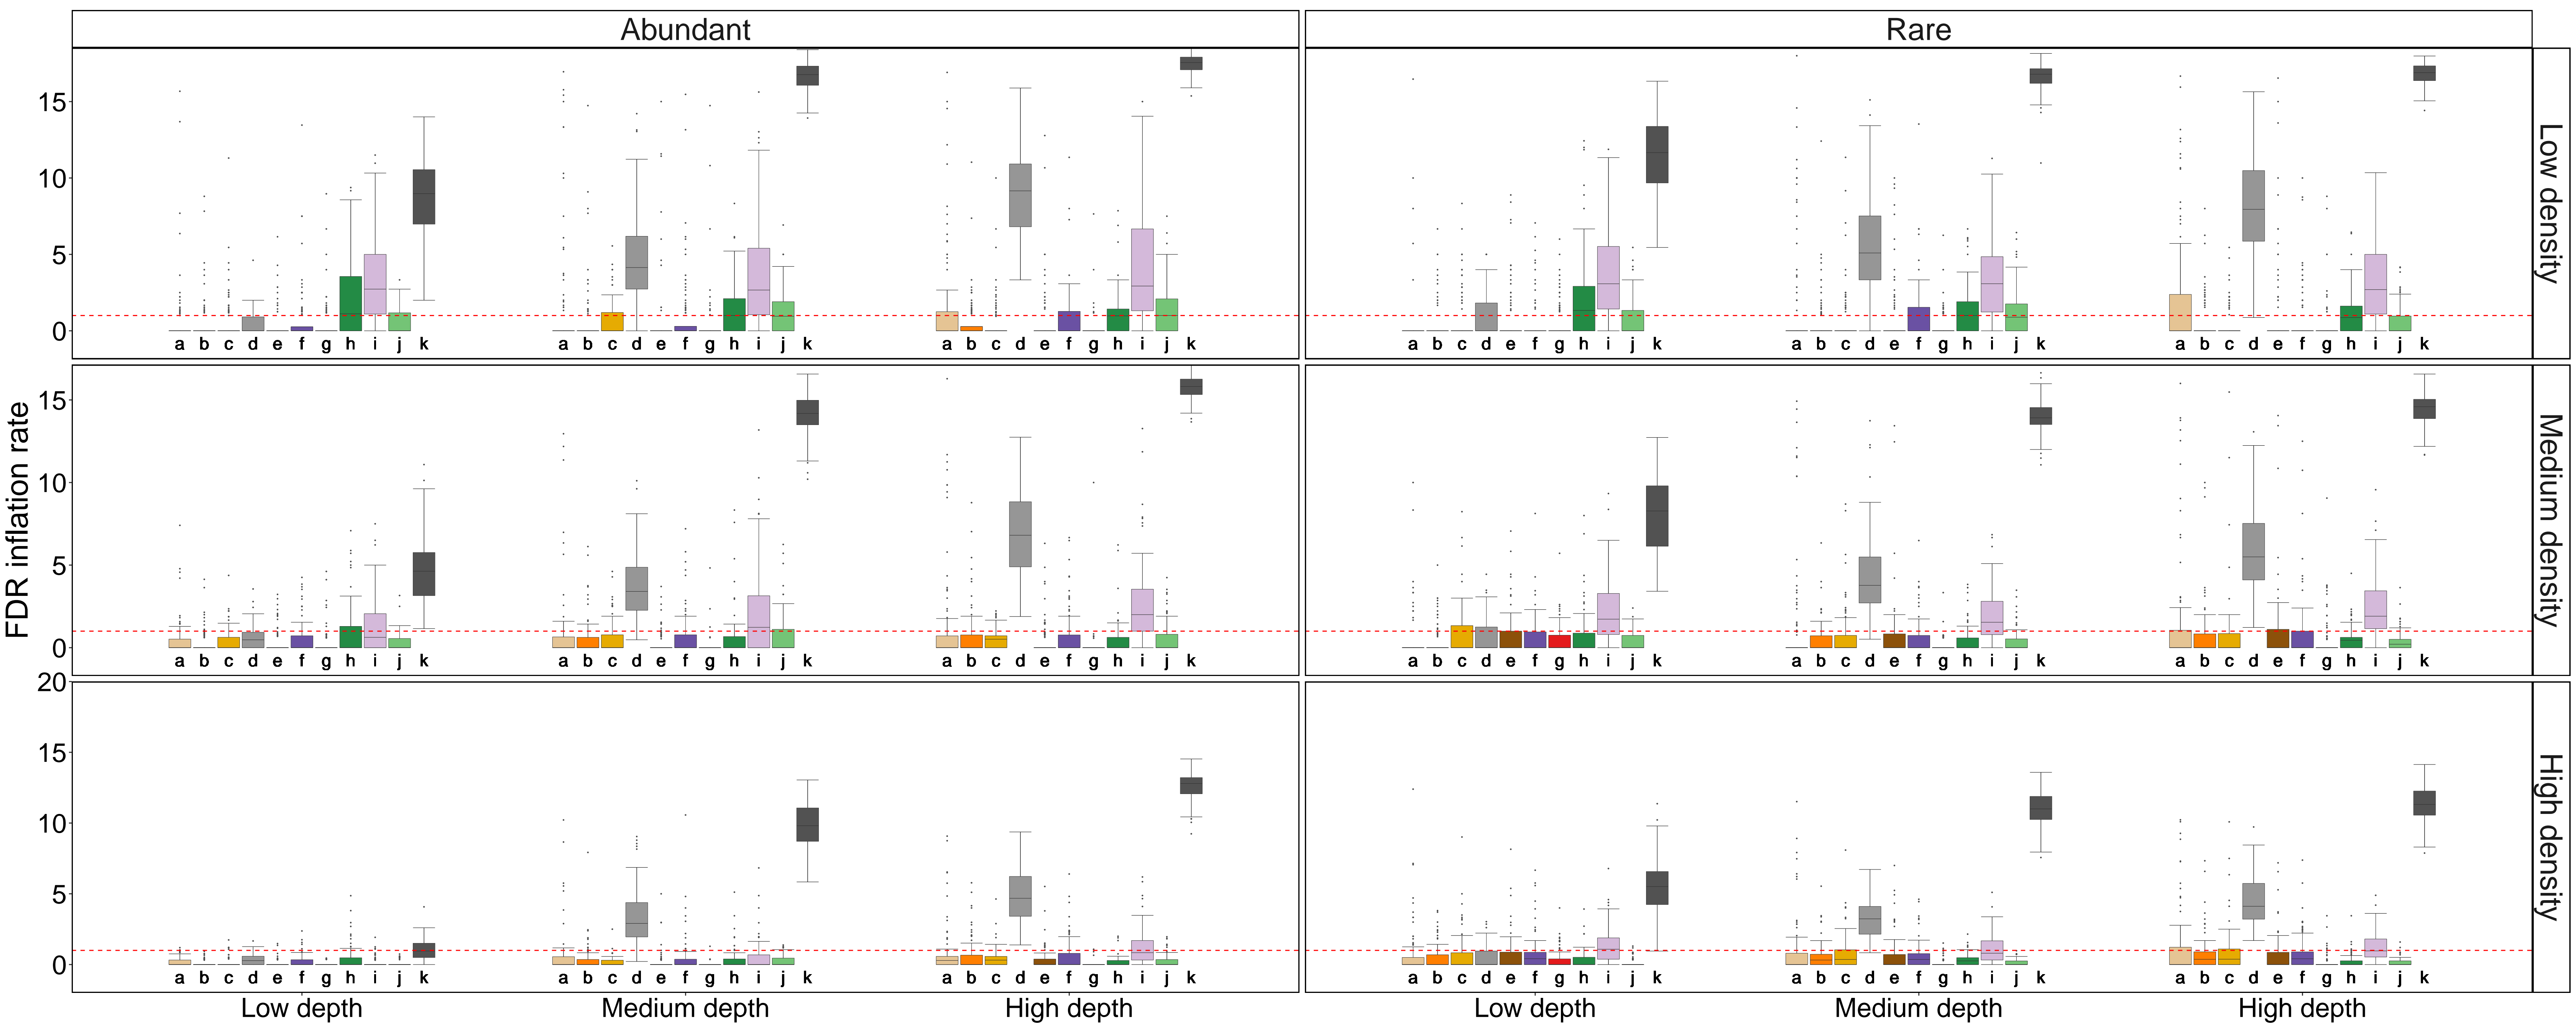 Abundant
Rare
FDR inflation rate
15
10
5
0
a b c d e f g h i j k a b c d e f g h i j k a b c d e f g h i j k
a b c d e f g h i j k a b c d e f g h i j k a b c d e f g h i j k
Low density
15
10
5
0
a b c d e f g h i j k a b c d e f g h i j k a b c d e f g h i j k
a b c d e f g h i j k a b c d e f g h i j k a b c d e f g h i j k
Medium density
20
15
10
5
0
a b c d e f g h i j k a b c d e f g h i j k a b c d e f g h i j k
a b c d e f g h i j k a b c d e f g h i j k a b c d e f g h i j k
High density
Low depth Medium depth High depth
Low depth Medium depth High depth